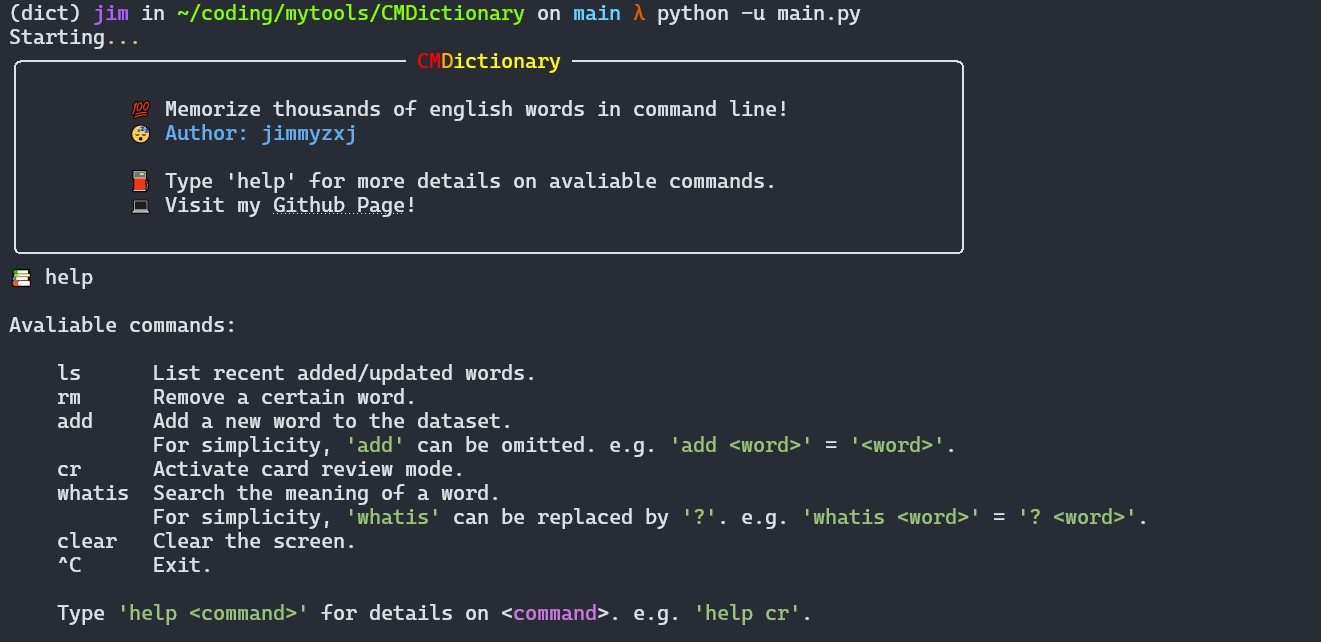 (dict) jim in ~/coding/mytools/CMDictionary on main λ python -u main.py
Starting...
CMDictionary
💯 Memorize thousands of english words in command line!
😴 Author: jimmyzxj
⛽ Type 'help' for more details on avaliable commands.
💻 Visit my Github Page!
📚 help
Avaliable commands:
ls List recent added/updated words.
rm Remove a certain word.
add Add a new word to the dataset.
For simplicity, 'add' can be omitted. e.g. 'add <word>' = '<word>'.
cr Activate card review mode.
whatis Search the meaning of a word.
For simplicity, 'whatis' can be replaced by '?'. e.g. 'whatis <word>' = '? <word>'.
clear Clear the screen.
^C Exit.
Type 'help <command>' for details on <command>. e.g. 'help cr'.